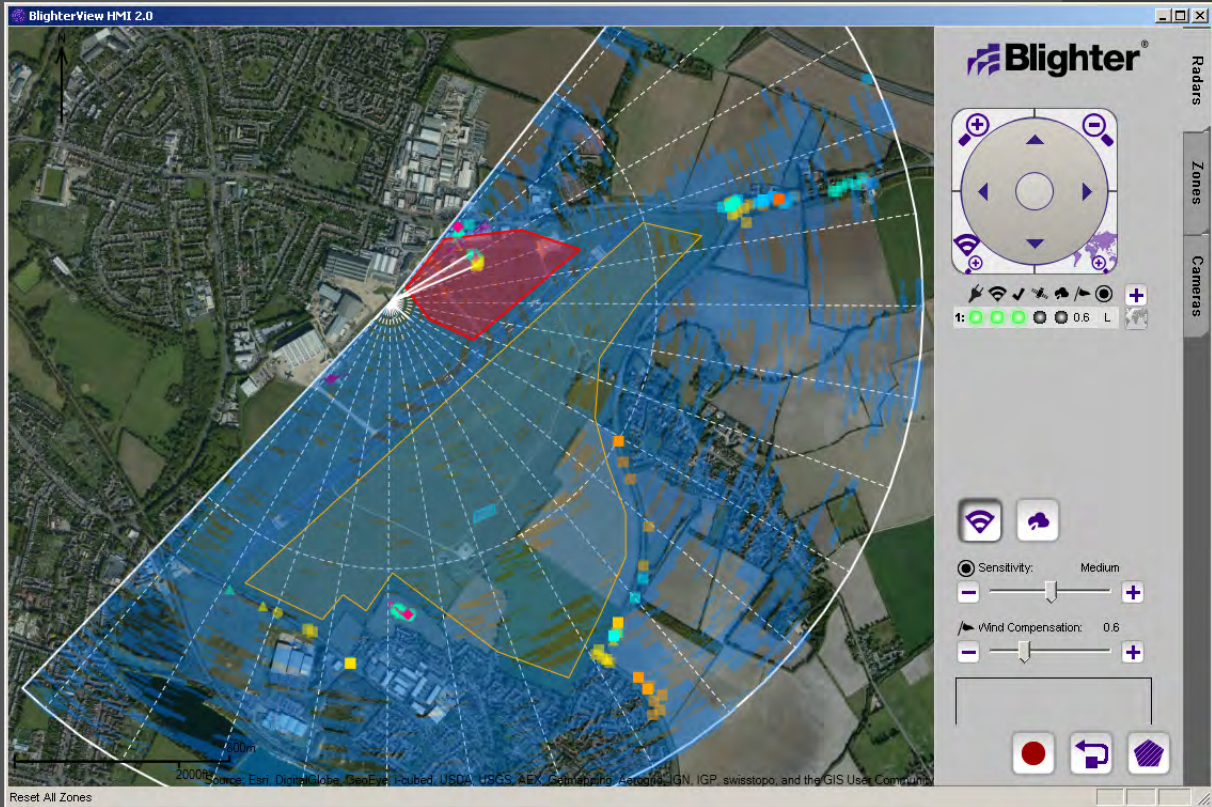 BlighterView HMI 2.0
N
Blighter®
Radars
Zones
Cameras
1: 0.6 L
Sensitivity: Medium
Wind Compensation: 0.6
600m
2000ft
Source: Esri, DigitalGlobe, GeoEye, i-cubed, USDA, USGS, AEX, Getmapping, Aerogrid, IGN, IGP, swisstopo, and the GIS User Community
Reset All Zones